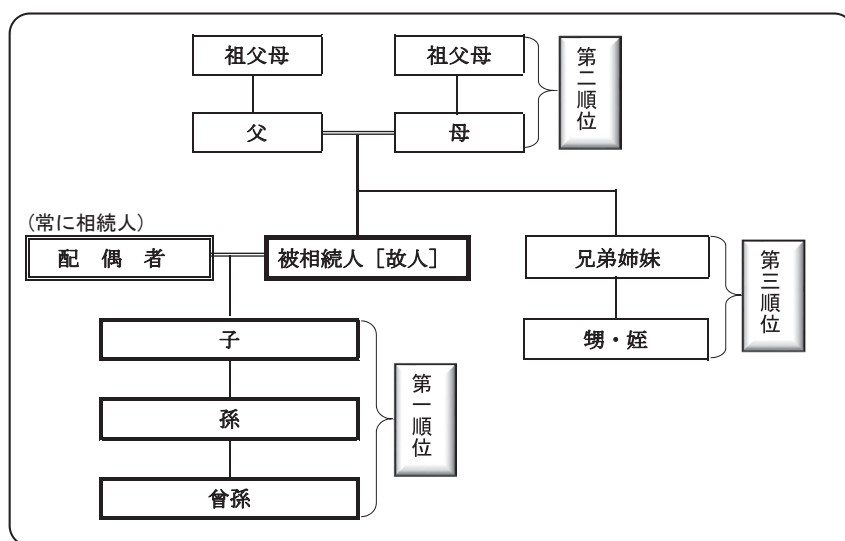 祖父母
祖父母
第二順位
父
母
(常に相続人)
配　偶　者
被相続人［故人］
兄弟姉妹
第三順位
甥・姪
子
第一順位
孫
曾孫